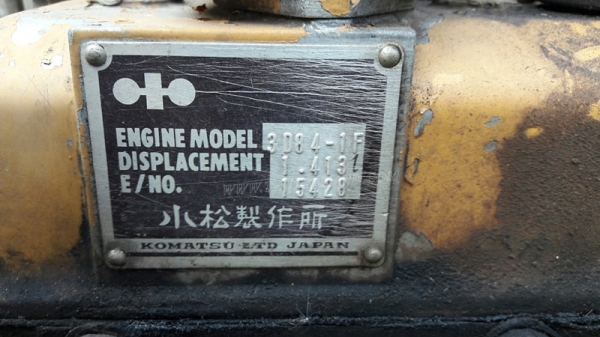 ENGINE MODEL 3D84-1F
DISPLACEMENT 1.413ℓ
E/NO. 15428
小松製作所
KOMATSU LTD JAPAN